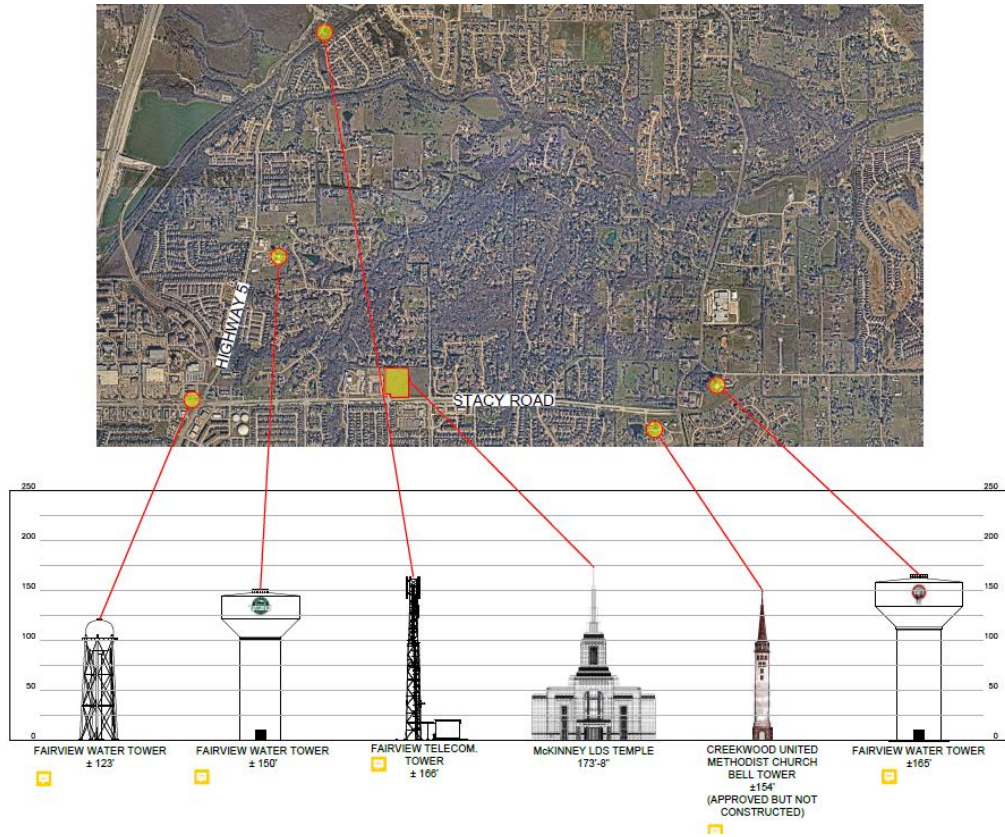 HIGHWAY 5
STACY ROAD
250
250
200
200
150
150
100
100
50
50
0
0
FAIRVIEW WATER TOWER
± 123'
FAIRVIEW WATER TOWER
± 150'
FAIRVIEW TELECOM.
TOWER
± 166'
McKINNEY LDS TEMPLE
173'-8"
CREEKWOOD UNITED
METHODIST CHURCH
BELL TOWER
±154'
(APPROVED BUT NOT
CONSTRUCTED)
FAIRVIEW WATER TOWER
±165'